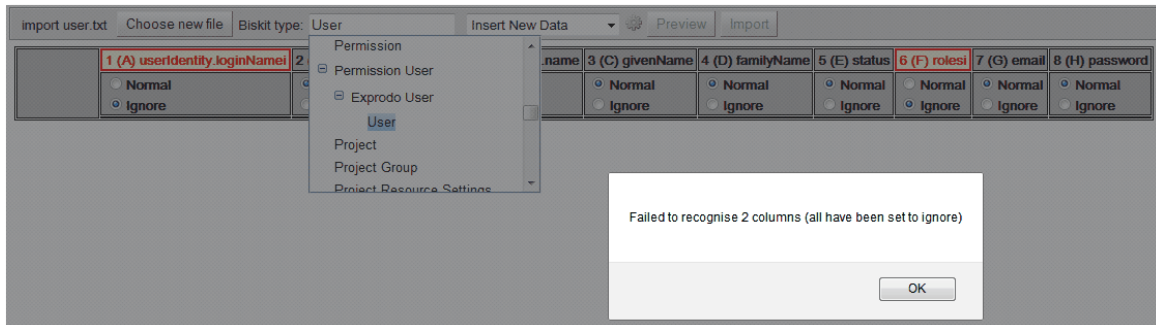 import user.txt Choose new file Biskit type: User Insert New Data Preview Import
1 (A) userIdentity.loginNamei 2 .name 3 (C) givenName 4 (D) familyName 5 (E) status 6 (F) rolesi 7 (G) email 8 (H) password
Normal Normal Normal Normal Normal Normal Normal
Ignore Ignore Ignore Ignore Ignore Ignore Ignore
Permission
Permission User
Exprodo User
User
Project
Project Group
Project Resource Settings
Failed to recognise 2 columns (all have been set to ignore)
OK